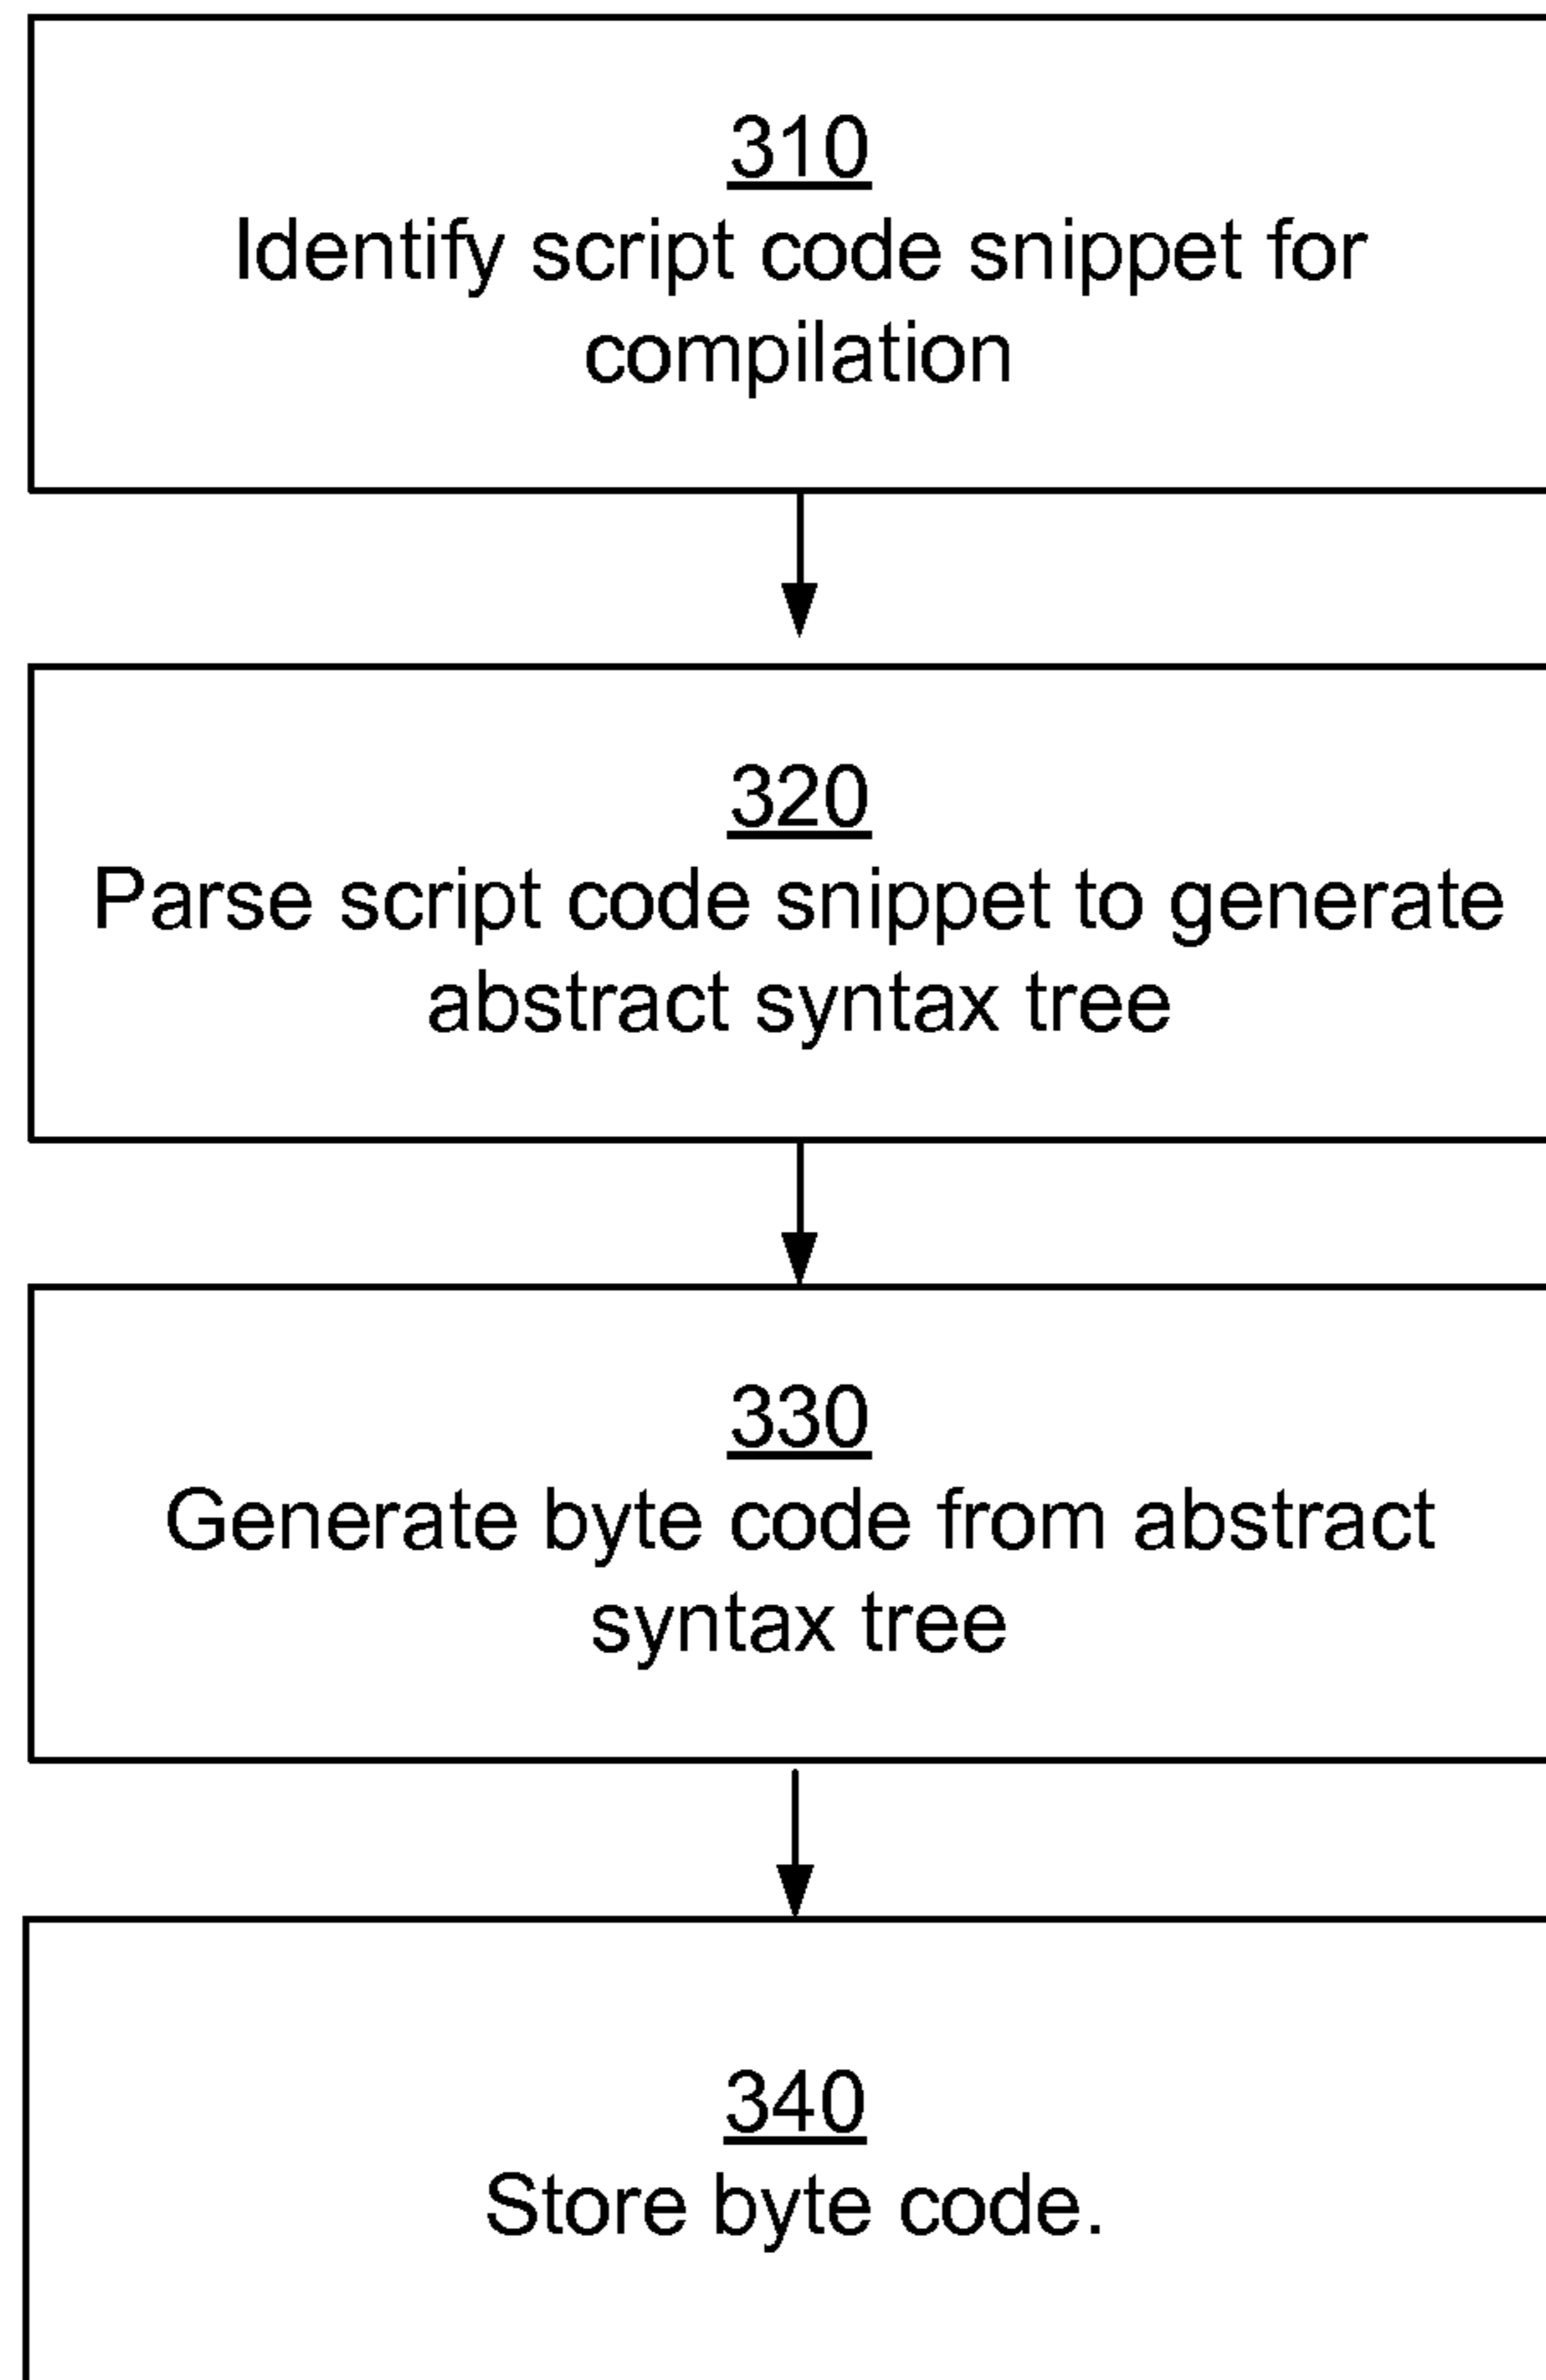 310
Identify script code snippet for
compilation
320
Parse script code snippet to generate
abstract syntax tree
330
Generate byte code from abstract
syntax tree
340
Store byte code.